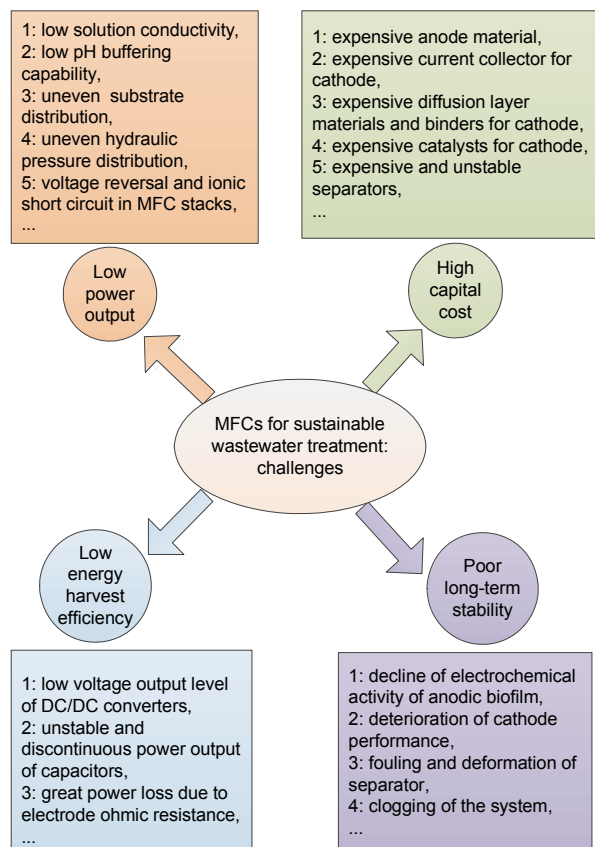 1: low solution conductivity,
2: low pH buffering
capability,
3: uneven  substrate
distribution,
4: uneven hydraulic
pressure distribution,
5: voltage reversal and ionic
short circuit in MFC stacks,
...
1: expensive anode material,
2: expensive current collector for
cathode,
3: expensive diffusion layer
materials and binders for cathode,
4: expensive catalysts for cathode,
5: expensive and unstable
separators,
...
Low
power
output
High
capital
cost
MFCs for sustainable
wastewater treatment:
challenges
Low
energy
harvest
efficiency
Poor
long-term
stability
1: low voltage output level
of DC/DC converters,
2: unstable and
discontinuous power output
of capacitors,
3: great power loss due to
electrode ohmic resistance,
...
1: decline of electrochemical
activity of anodic biofilm,
2: deterioration of cathode
performance,
3: fouling and deformation of
separator,
4: clogging of the system,
...